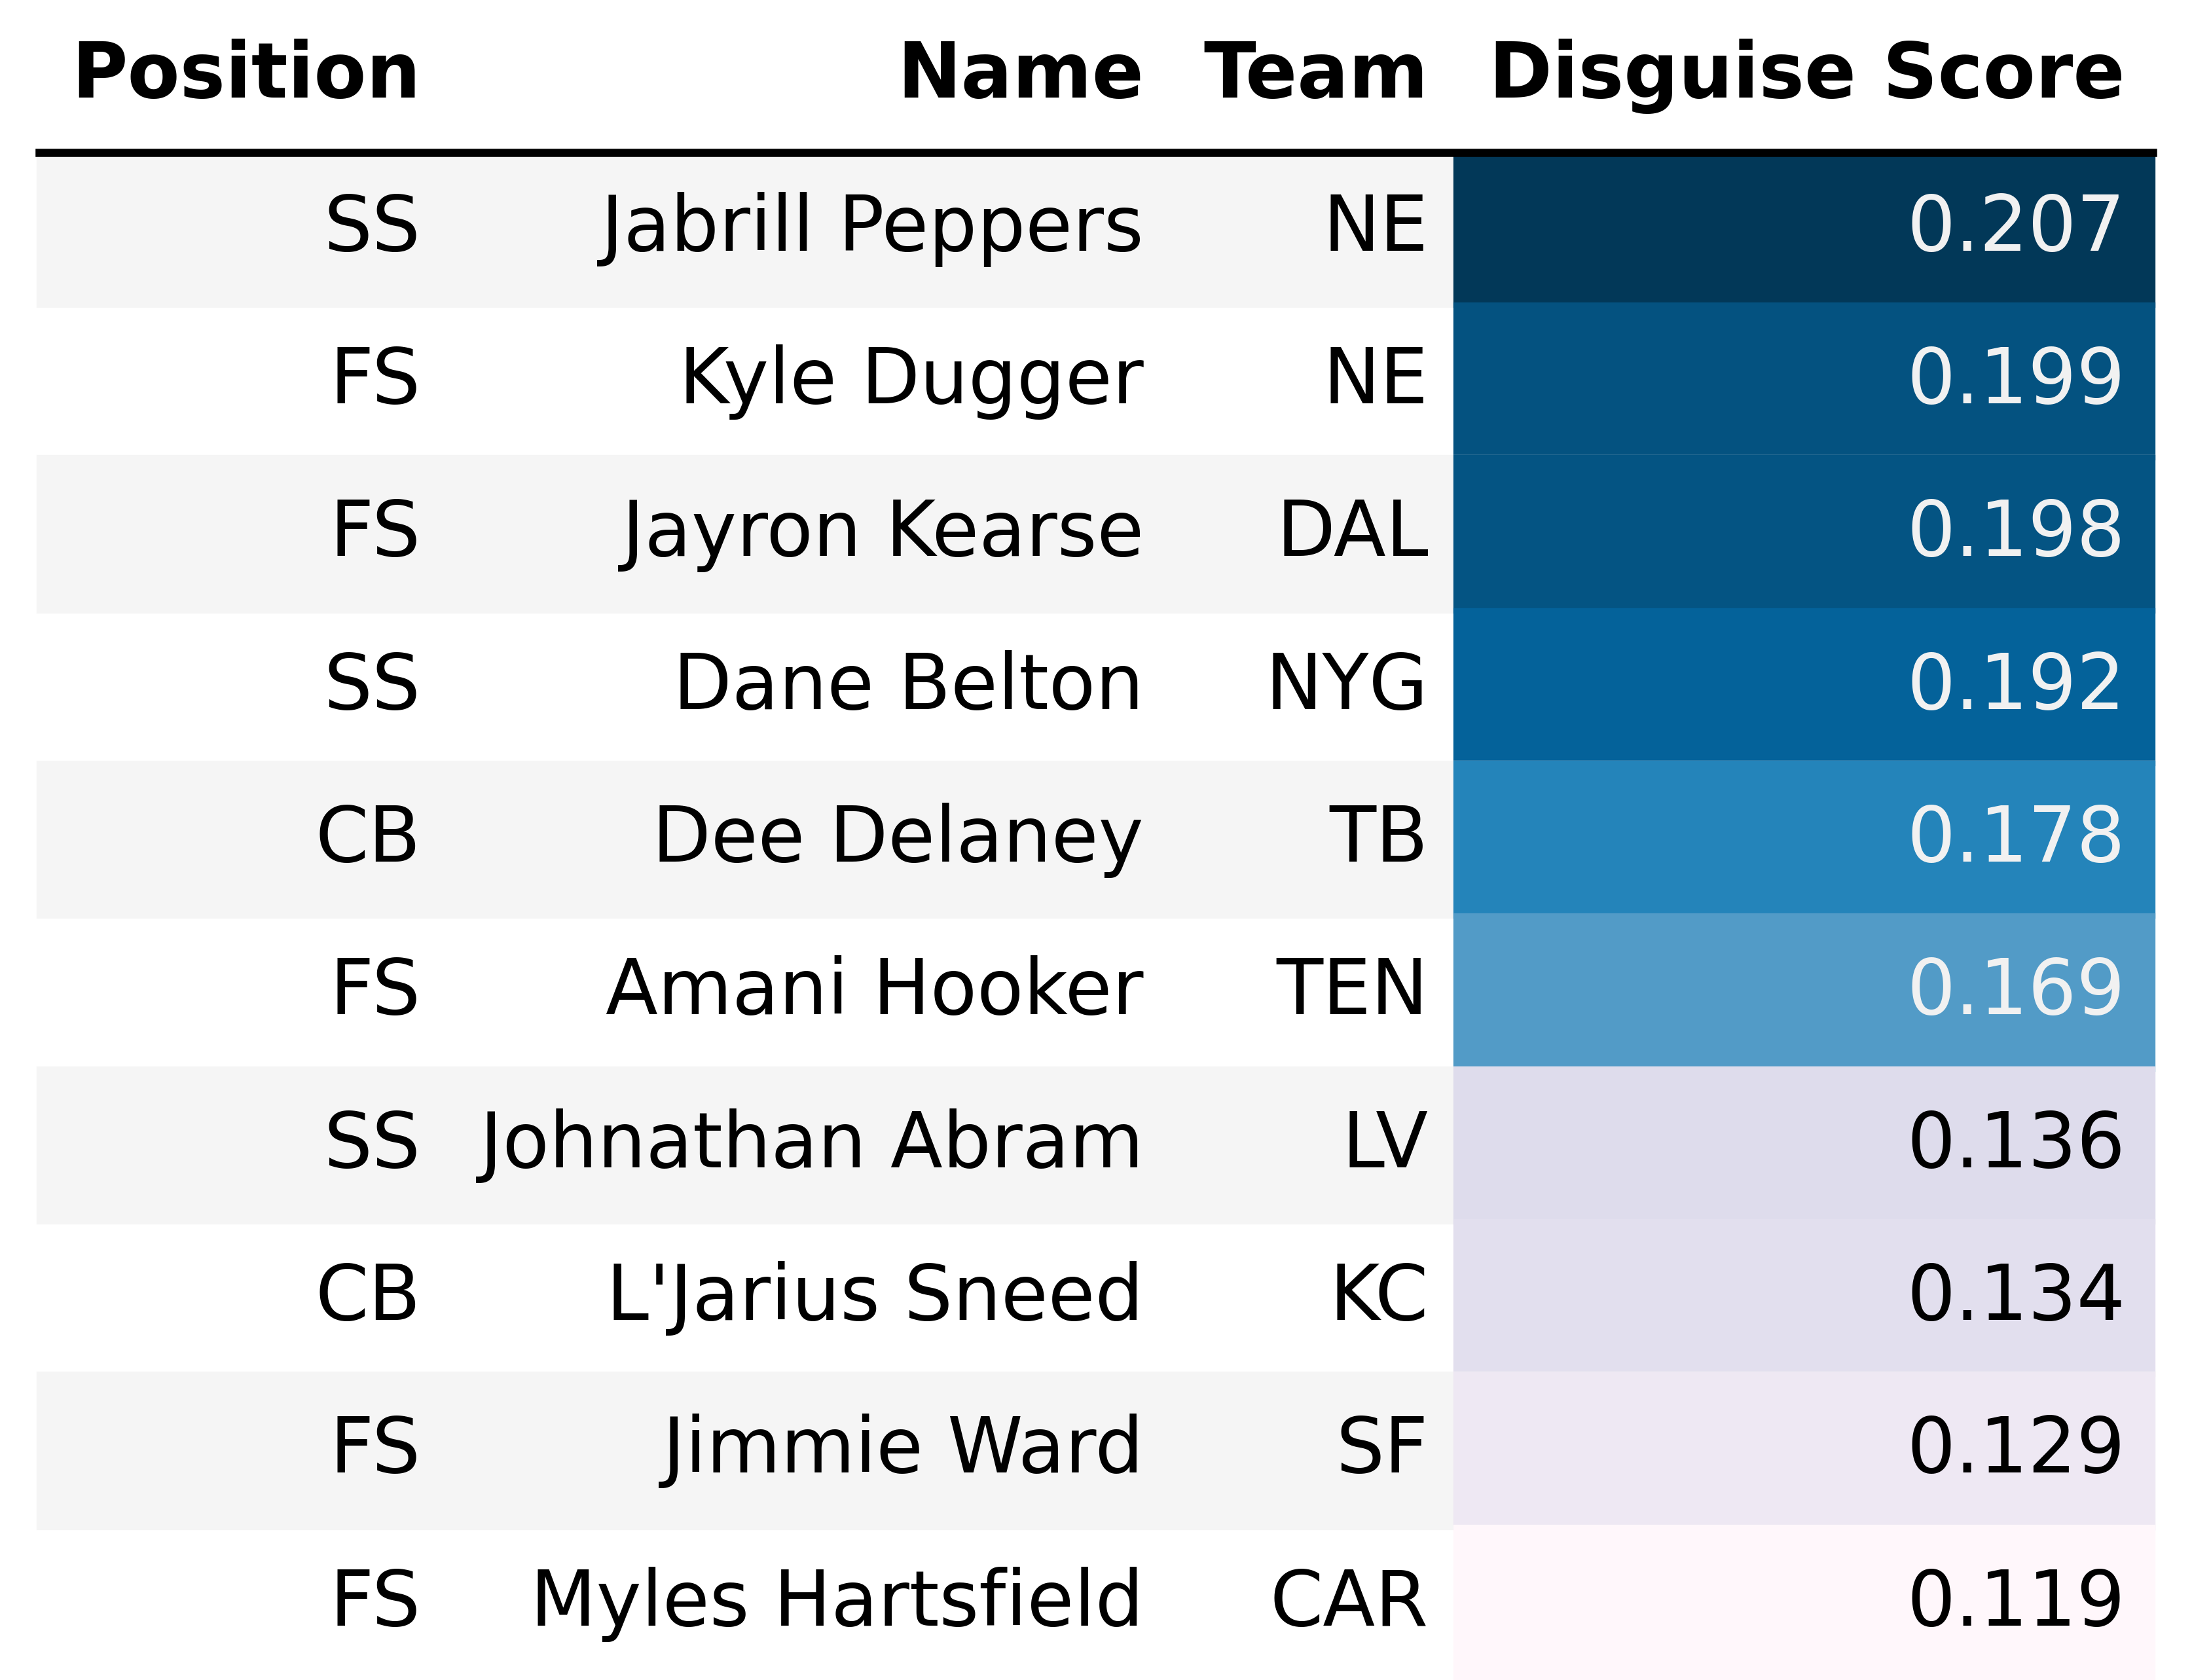 Position Name Team Disguise Score
SS Jabrill Peppers NE 0.207
FS Kyle Dugger NE 0.199
FS Jayron Kearse DAL 0.198
SS Dane Belton NYG 0.192
CB Dee Delaney TB 0.178
FS Amani Hooker TEN 0.169
SS Johnathan Abram LV 0.136
CB L'Jarius Sneed KC 0.134
FS Jimmie Ward SF 0.129
FS Myles Hartsfield CAR 0.119